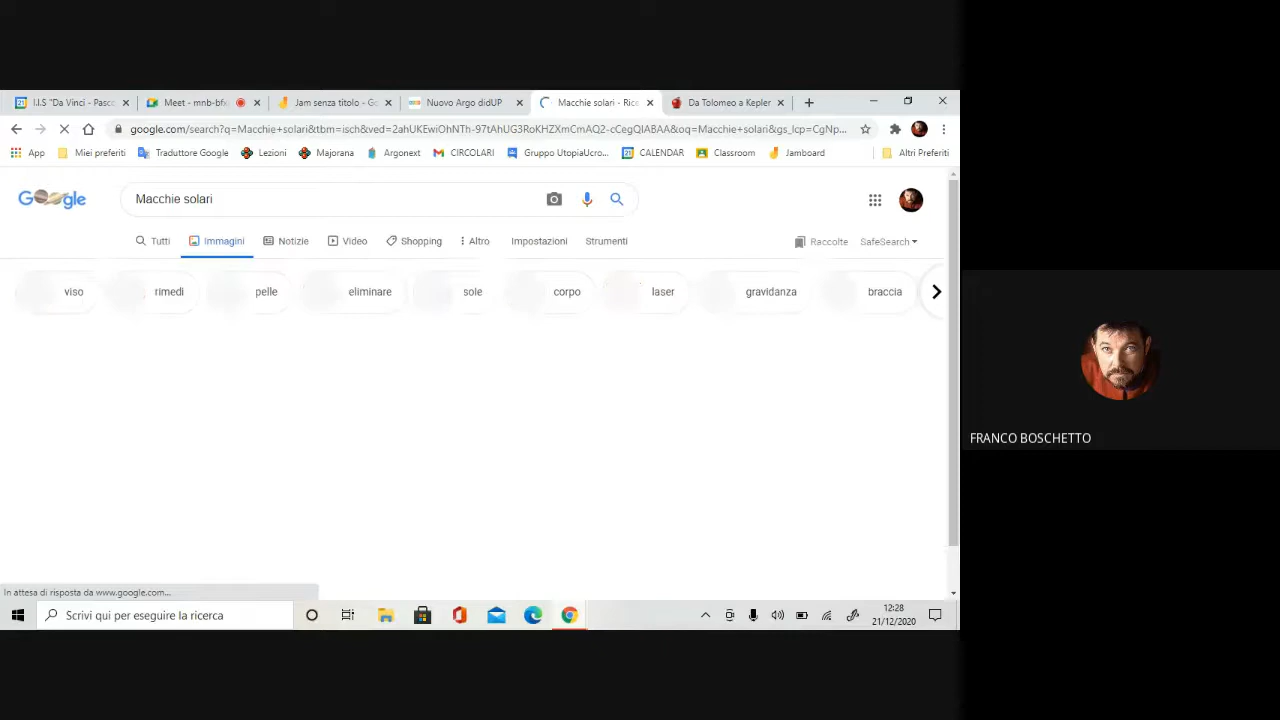 I.I.S "Da Vinci - Pasc
Meet - mnb-bfx
Jam senza titolo - Go
Nuovo Argo didUP
Macchie solari - Rice
Da Tolomeo a Kepler
google.com/search?q=Macchie+solari&tbm=isch&ved=2ahUKEwiOhNTh-97tAhUG3RoKHZXmCmAQ2-cCegQIABAA&oq=Macchie+solari&gs_lcp=CgNp...
App
Miei preferiti
Traduttore Google
Lezioni
Majorana
Argonext
CIRCOLARI
Gruppo UtopiaUcro...
CALENDAR
Classroom
Jamboard
Altri Preferiti
Google
Macchie solari
Tutti
Immagini
Notizie
Video
Shopping
Altro
Impostazioni
Strumenti
Raccolte
SafeSearch
viso
rimedi
pelle
eliminare
sole
corpo
laser
gravidanza
braccia
FRANCO BOSCHETTO
In attesa di risposta da www.google.com...
Scrivi qui per eseguire la ricerca
12:28
21/12/2020